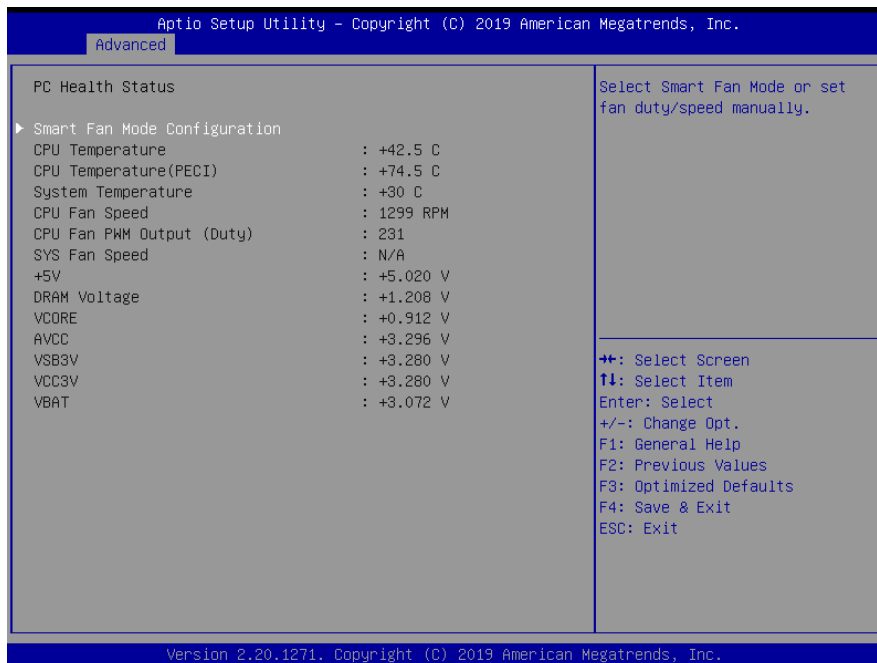 Aptio Setup Utility – Copyright (C) 2019 American Megatrends, Inc.
Advanced
PC Health Status
Smart Fan Mode Configuration
CPU Temperature : +42.5 C
CPU Temperature(PECI) : +74.5 C
System Temperature : +30 C
CPU Fan Speed : 1299 RPM
CPU Fan PWM Output (Duty) : 231
SYS Fan Speed : N/A
+5V : +5.020 V
DRAM Voltage : +1.208 V
VCORE : +0.912 V
AVCC : +3.296 V
VSB3V : +3.280 V
VCC3V : +3.280 V
VBAT : +3.072 V
Select Smart Fan Mode or set
fan duty/speed manually.
→←: Select Screen
↑↓: Select Item
Enter: Select
+/-: Change Opt.
F1: General Help
F2: Previous Values
F3: Optimized Defaults
F4: Save & Exit
ESC: Exit
Version 2.20.1271. Copyright (C) 2019 American Megatrends, Inc.